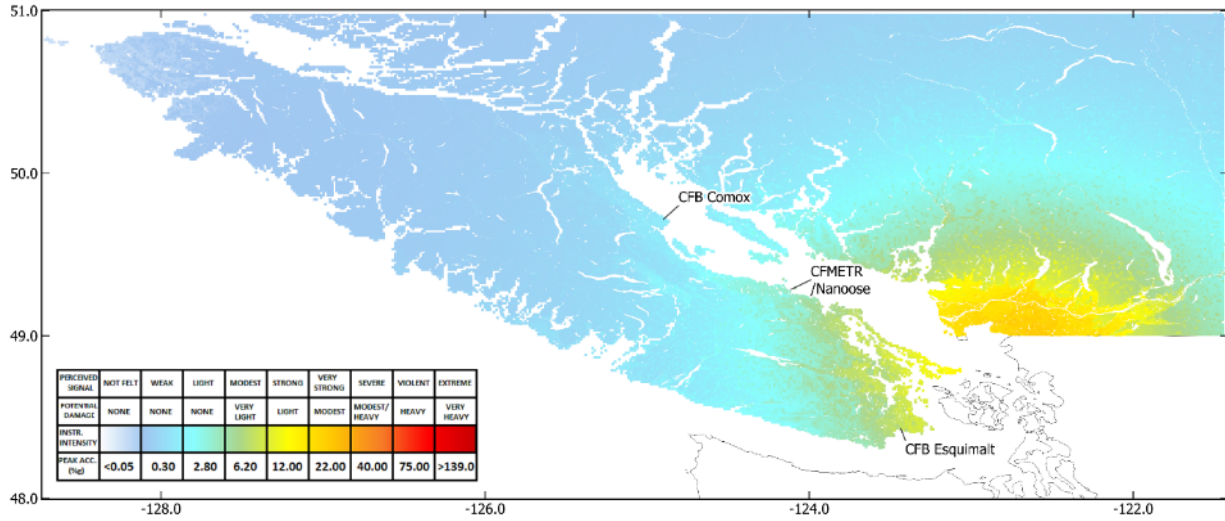 51.0
50.0
49.0
48.0
CFB Comox
CFMETR
/Nanoose
CFB Esquimalt
PERCEIVED SIGNAL NOT FELT WEAK LIGHT MODEST STRONG VERY STRONG SEVERE VIOLENT EXTREME
POTENTIAL DAMAGE NONE NONE NONE VERY LIGHT LIGHT MODEST MODEST/ HEAVY HEAVY VERY HEAVY
INSTR. INTENSITY
PEAK ACC. (%g) <0.05 0.30 2.80 6.20 12.00 22.00 40.00 75.00 >139.0
-128.0 -126.0 -124.0 -122.0